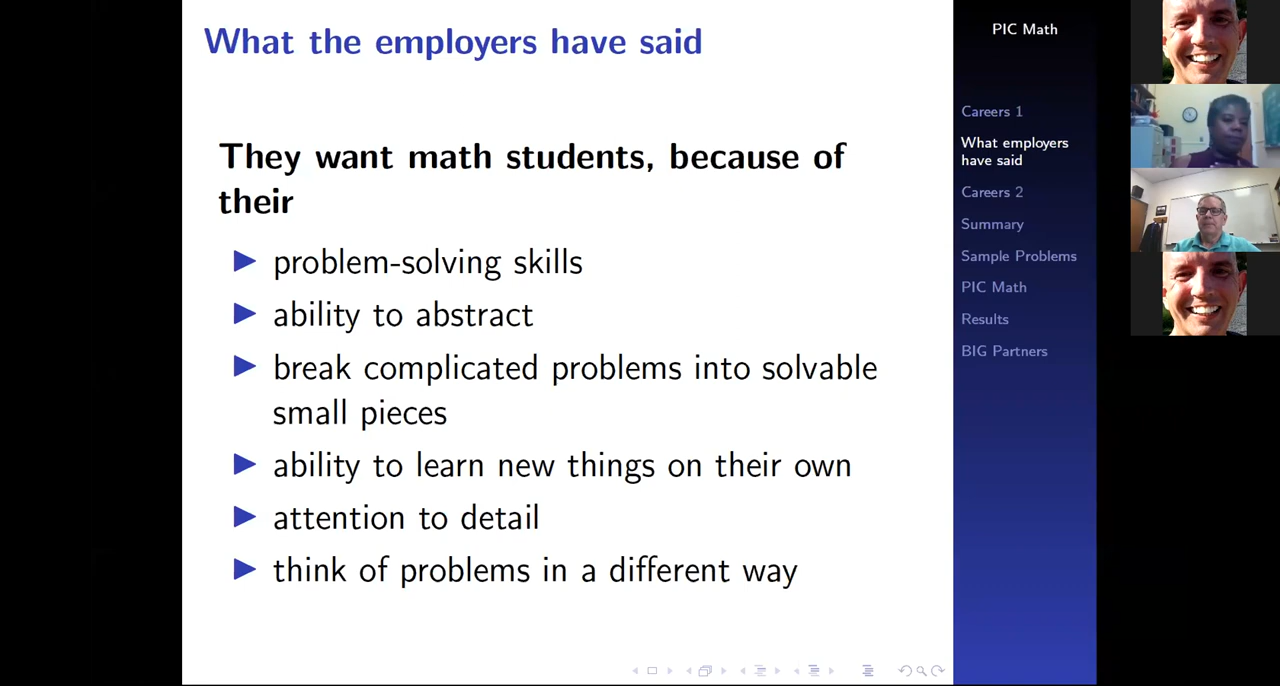 What the employers have said
They want math students, because of
their
problem-solving skills
ability to abstract
break complicated problems into solvable
small pieces
ability to learn new things on their own
attention to detail
think of problems in a different way
PIC Math
Careers 1
What employers
have said
Careers 2
Summary
Sample Problems
PIC Math
Results
BIG Partners